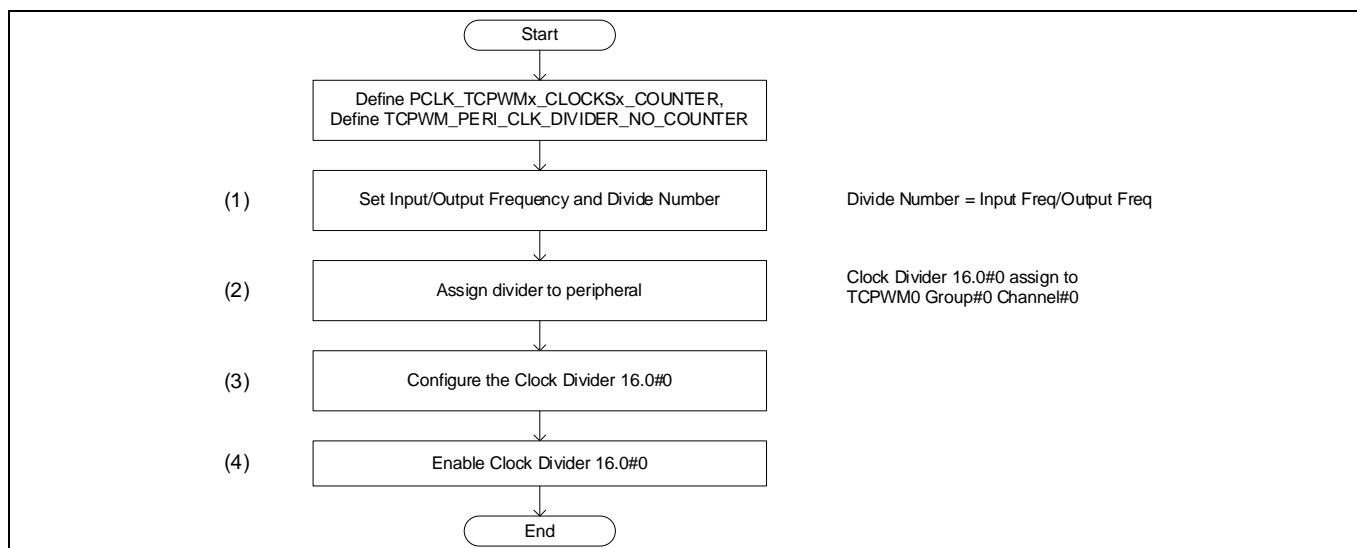 Start
Define PCLK_TCPWMx_CLOCKSx_COUNTER,
Define TCPWM_PERI_CLK_DIVIDER_NO_COUNTER
(1)
Set Input/Output Frequency and Divide Number
Divide Number = Input Freq/Output Freq
(2)
Assign divider to peripheral
Clock Divider 16.0#0 assign to
TCPWM0 Group#0 Channel#0
(3)
Configure the Clock Divider 16.0#0
(4)
Enable Clock Divider 16.0#0
End